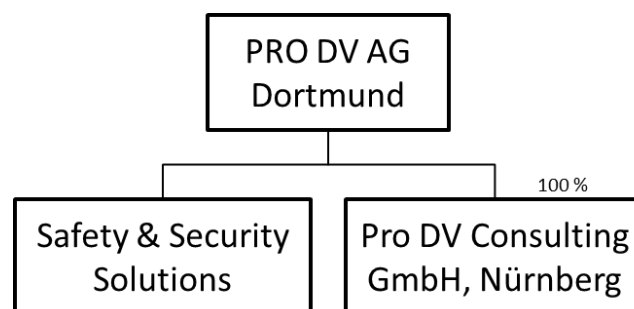 PRO DV AG
Dortmund
100 %
Safety & Security
Solutions
Pro DV Consulting
GmbH, Nürnberg